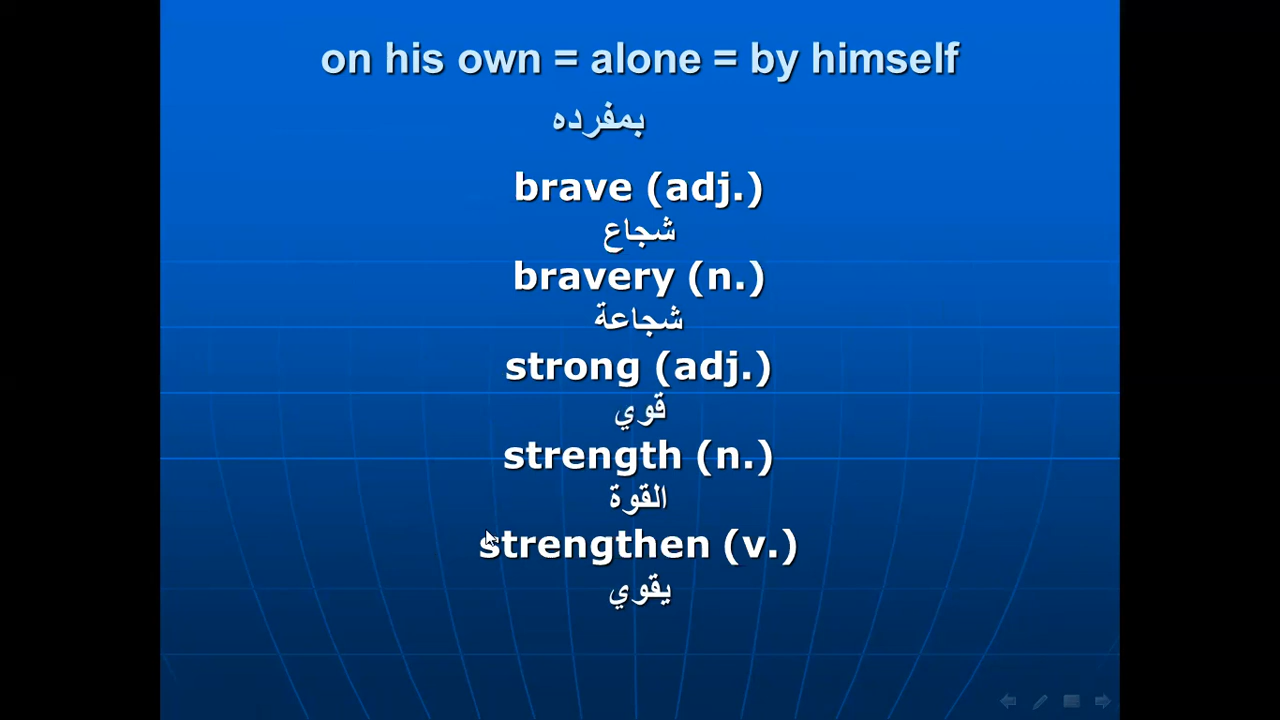 on his own = alone = by himself
بمفرده
brave (adj.)
شجاع
bravery (n.)
شجاعة
strong (adj.)
قوي
strength (n.)
القوة
strengthen (v.)
يقوي